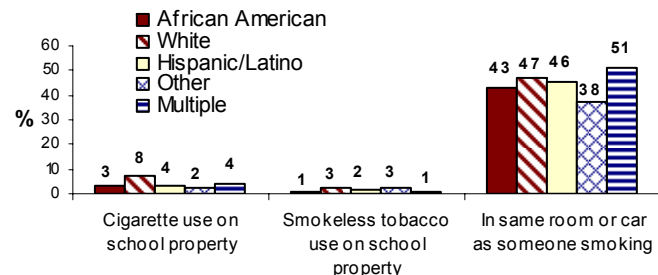 African American
White
Hispanic/Latino
Other
Multiple
%
60
50
40
30
20
10
0
3 8 4 2 4
1 3 2 3 1
43 47 46 38 51
Cigarette use on
school property
Smokeless tobacco
use on school
property
In same room or car
as someone smoking